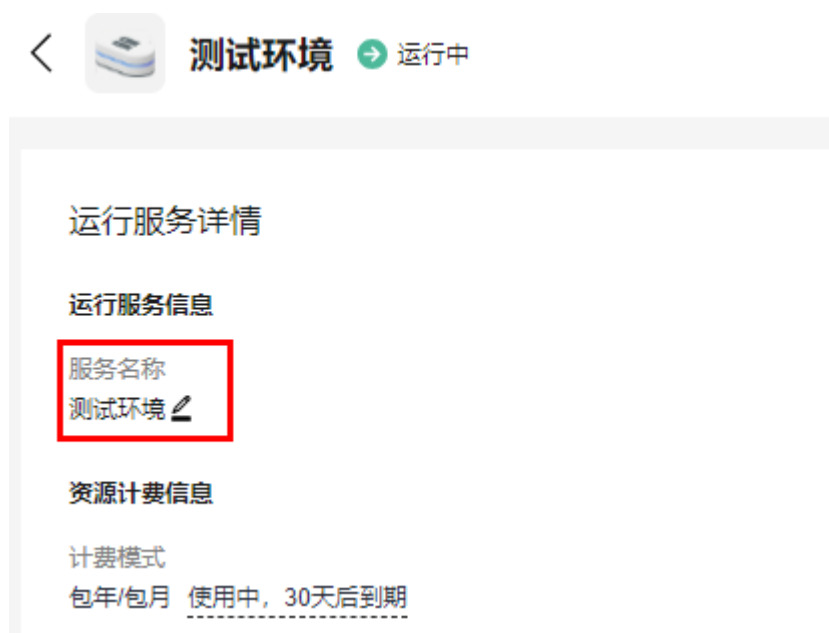 测试环境 运行中
运行服务详情
运行服务信息
服务名称
测试环境
资源计费信息
计费模式
包年/包月 使用中，30天后到期